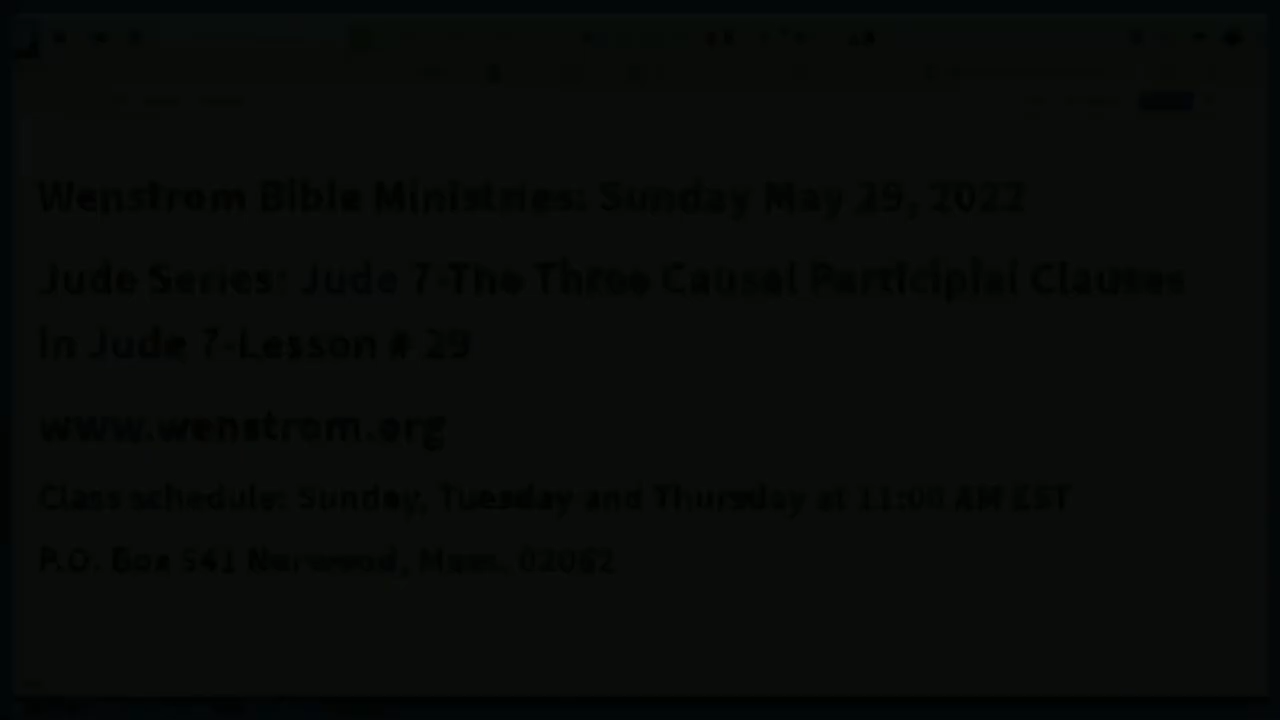 Wenstrom Bible Ministries: Sunday May 29, 2022
Jude Series: Jude 7-The Three Causal Participial Clauses
in Jude 7-Lesson # 29
www.wenstrom.org
Class schedule: Sunday, Tuesday and Thursday at 11:00 AM EST
P.O. Box 541 Norwood, Mass. 02062